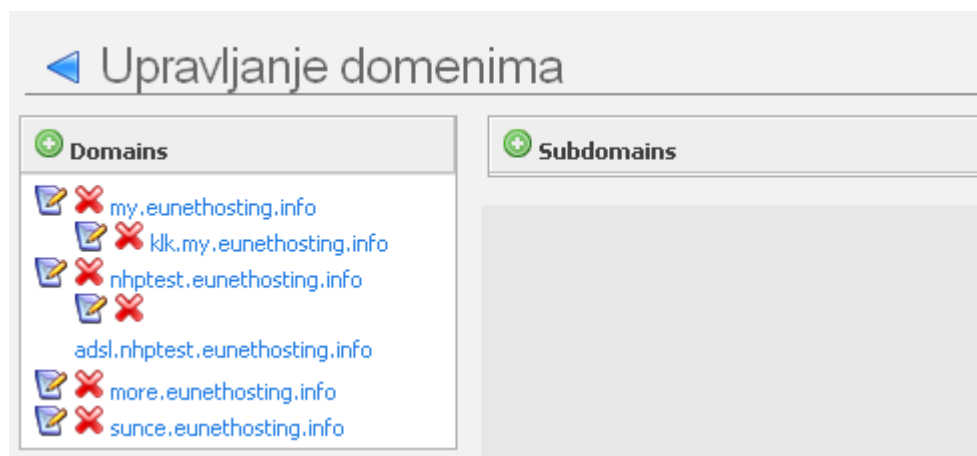 Upravljanje domenima
Domains
Subdomains
my.eunethosting.info
klk.my.eunethosting.info
nhptest.eunethosting.info
adsl.nhptest.eunethosting.info
more.eunethosting.info
sunce.eunethosting.info